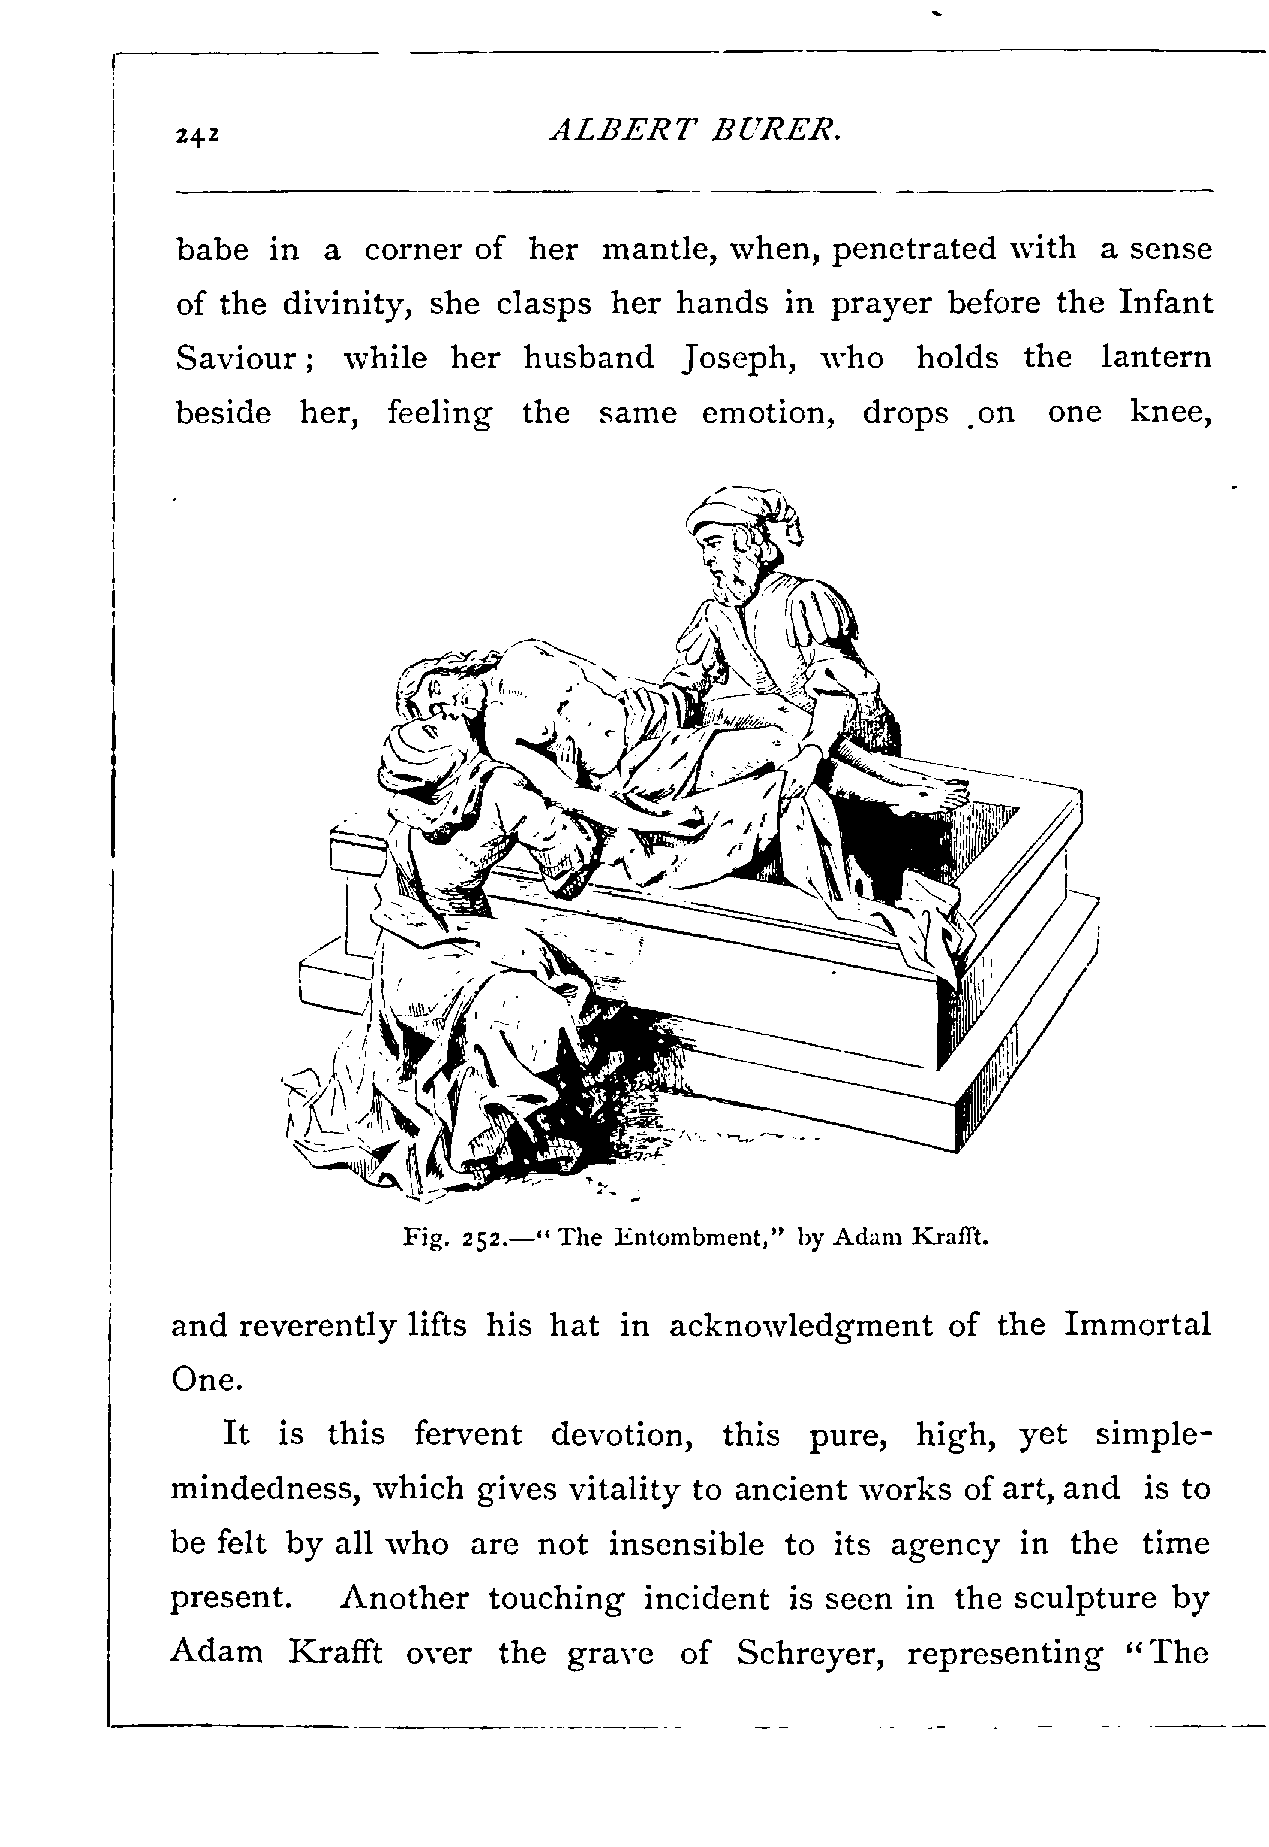 242 ALBERT BURER.
babe in a corner of her mantle, when, penetrated with a sense
of the divinity, she clasps her hands in prayer before the Infant
Saviour; while her husband Joseph, who holds the lantern
beside her, feeling the same emotion, drops on one knee,
Fig. 252.—"The Entombment," by Adam Krafft.
and reverently lifts his hat in acknowledgment of the Immortal
One.
It is this fervent devotion, this pure, high, yet simple-
mindedness, which gives vitality to ancient works of art, and is to
be felt by all who are not insensible to its agency in the time
present. Another touching incident is seen in the sculpture by
Adam Krafft over the grave of Schreyer, representing "The